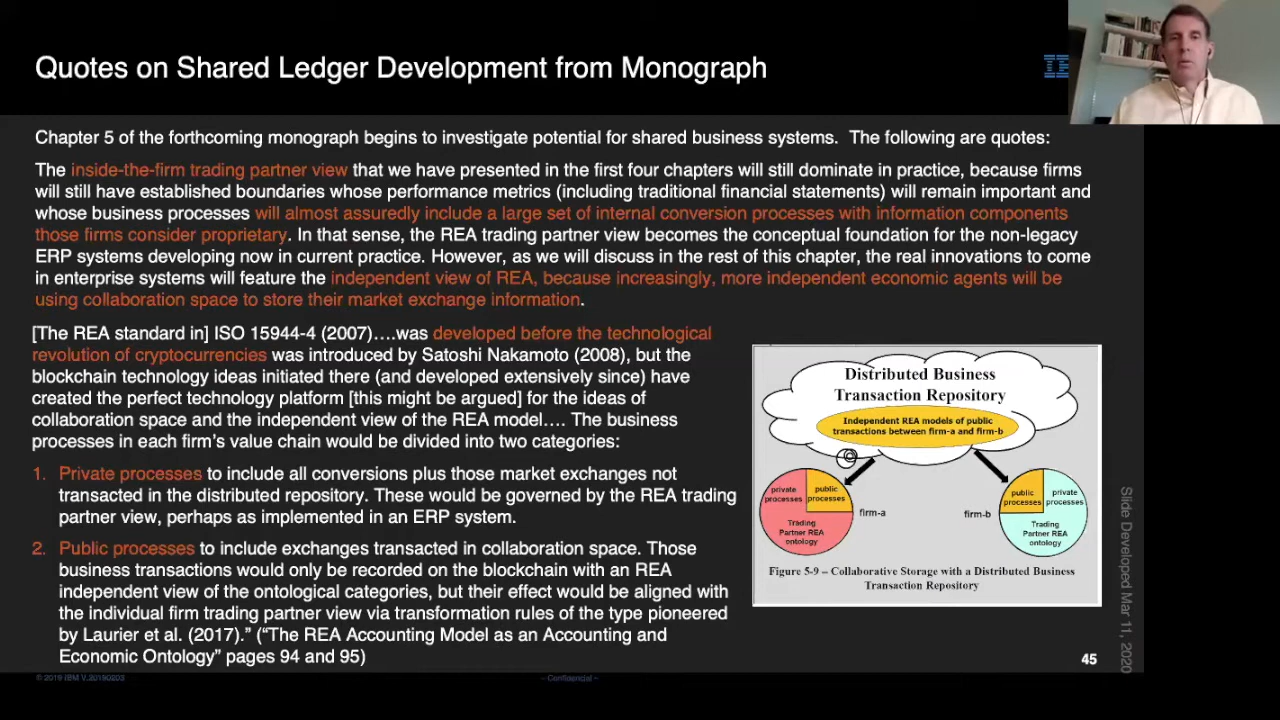 Quotes on Shared Ledger Development from Monograph
Chapter 5 of the forthcoming monograph begins to investigate potential for shared business systems. The following are quotes:
The inside-the-firm trading partner view that we have presented in the first four chapters will still dominate in practice, because firms
will still have established boundaries whose performance metrics (including traditional financial statements) will remain important and
whose business processes will almost assuredly include a large set of internal conversion processes with information components
those firms consider proprietary. In that sense, the REA trading partner view becomes the conceptual foundation for the non-legacy
ERP systems developing now in current practice. However, as we will discuss in the rest of this chapter, the real innovations to come
in enterprise systems will feature the independent view of REA, because increasingly, more independent economic agents will be
using collaboration space to store their market exchange information.
[The REA standard in] ISO 15944-4 (2007)….was developed before the technological
revolution of cryptocurrencies was introduced by Satoshi Nakamoto (2008), but the
blockchain technology ideas initiated there (and developed extensively since) have
created the perfect technology platform [this might be argued] for the ideas of
collaboration space and the independent view of the REA model…. The business
processes in each firm's value chain would be divided into two categories:
1. Private processes to include all conversions plus those market exchanges not
transacted in the distributed repository. These would be governed by the REA trading
partner view, perhaps as implemented in an ERP system.
2. Public processes to include exchanges transacted in collaboration space. Those
business transactions would only be recorded on the blockchain with an REA
independent view of the ontological categories, but their effect would be aligned with
the individual firm trading partner view via transformation rules of the type pioneered
by Laurier et al. (2017)." ("The REA Accounting Model as an Accounting and
Economic Ontology" pages 94 and 95)
Distributed Business
Transaction Repository
Independent REA models of public
transactions between firm-a and firm-b
private
processes
public
processes
Trading
Partner REA
ontology
firm-a
firm-b
public
processes
private
processes
Trading
Partner REA
ontology
Figure 5-9 – Collaborative Storage with a Distributed Business
Transaction Repository
Slide Developed Mar 11, 2020
45
© 2019 IBM V.20190203
– Confidential –